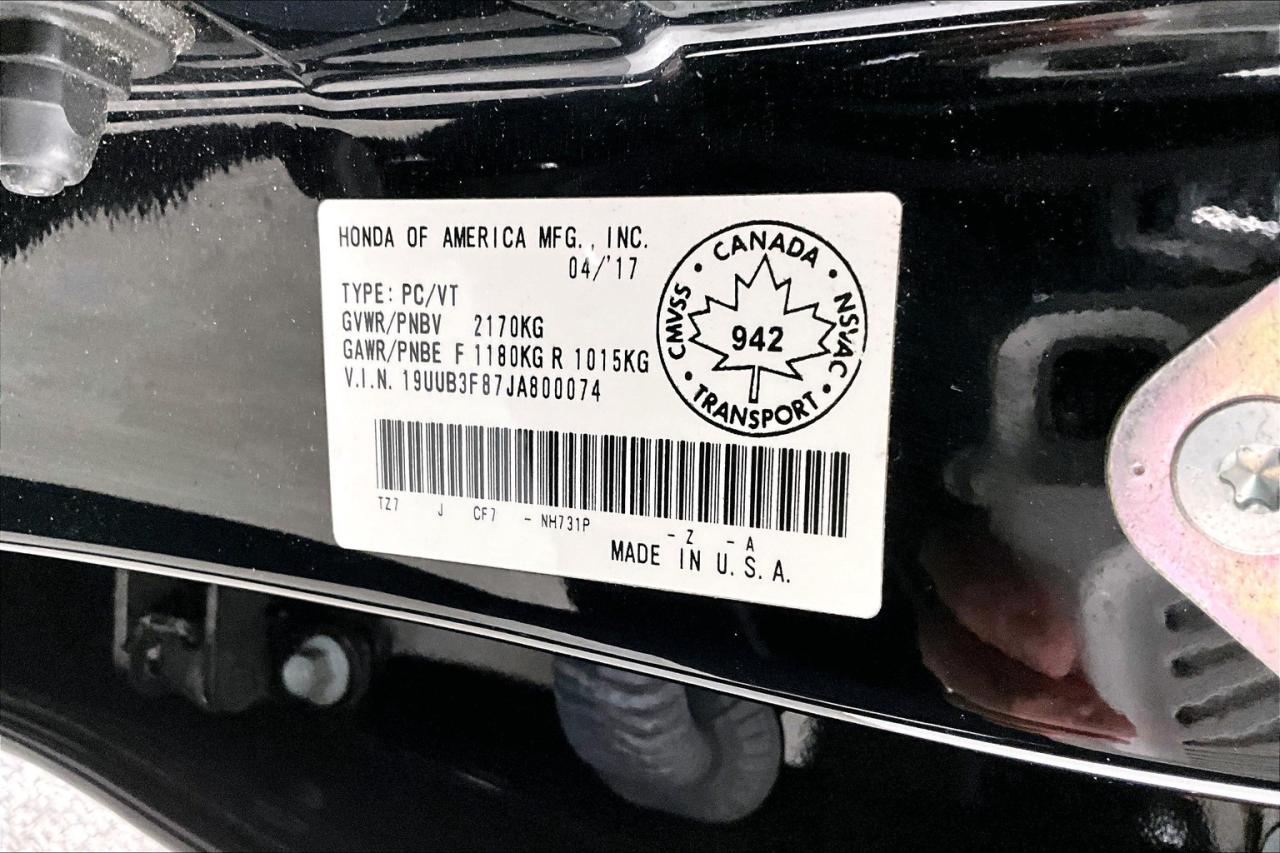 HONDA OF AMERICA MFG., INC.
04/'17
TYPE: PC/VT
GVWR/PNBV 2170KG
GAWR/PNBE F 1180KG R 1015KG
V.I.N. 19UUB3F87JA800074
CANADA
CMVSS
NSVAC
942
TRANSPORT
TZ7 J CF7 - NH731P - Z - A
MADE IN U.S.A.